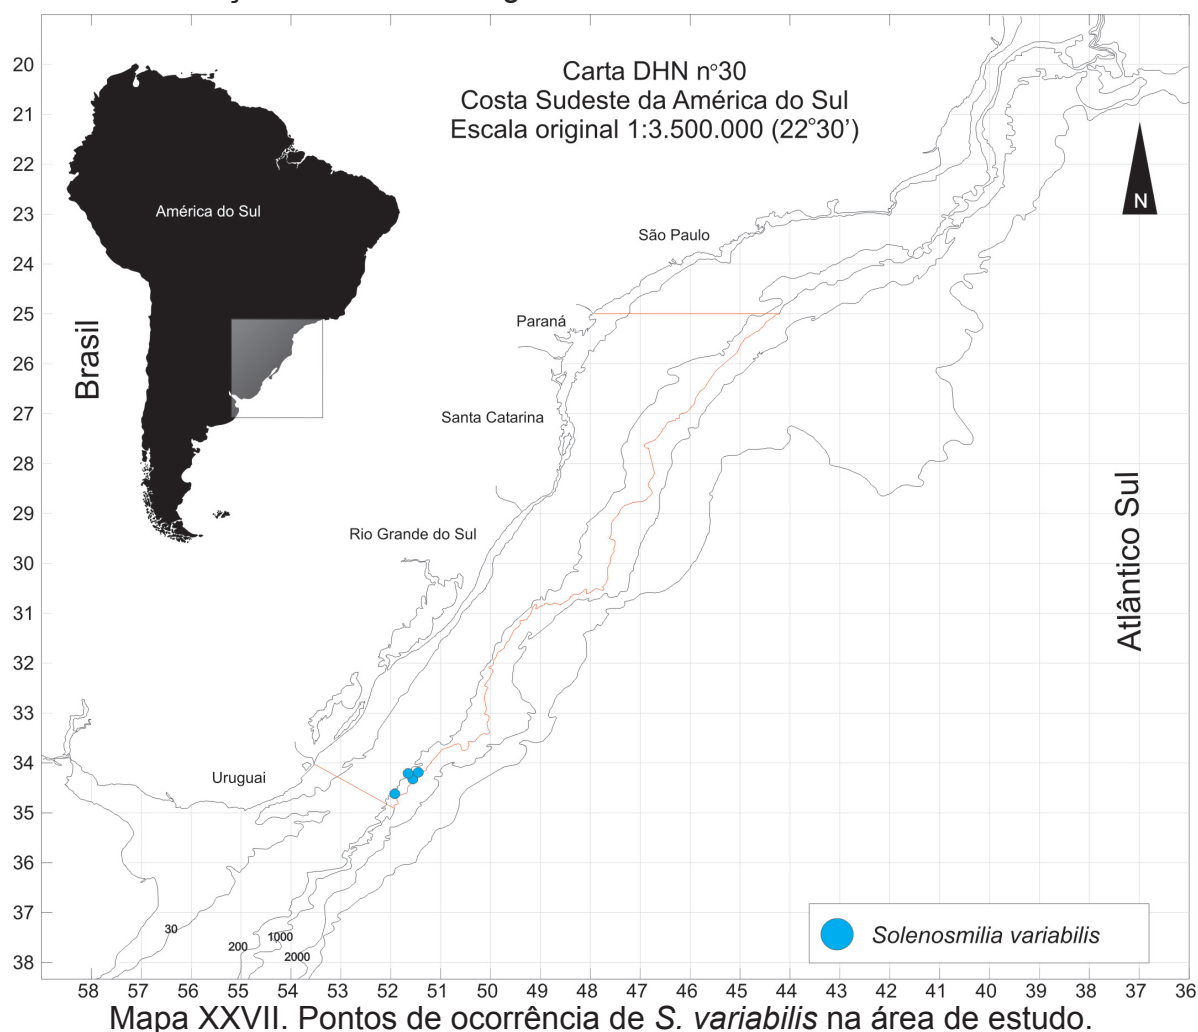 Carta DHN nº30
Costa Sudeste da América do Sul
Escala original 1:3.500.000 (22°30’)
América do Sul
Brasil
Atlântico Sul
N
São Paulo
Paraná
Santa Catarina
Rio Grande do Sul
Uruguai
20
21
22
23
24
25
26
27
28
29
30
31
32
33
34
35
36
37
38
30
200
1000
2000
Solenosmilia variabilis
58 57 56 55 54 53 52 51 50 49 48 47 46 45 44 43 42 41 40 39 38 37 36
Mapa XXVII. Pontos de ocorrência de S. variabilis na área de estudo.